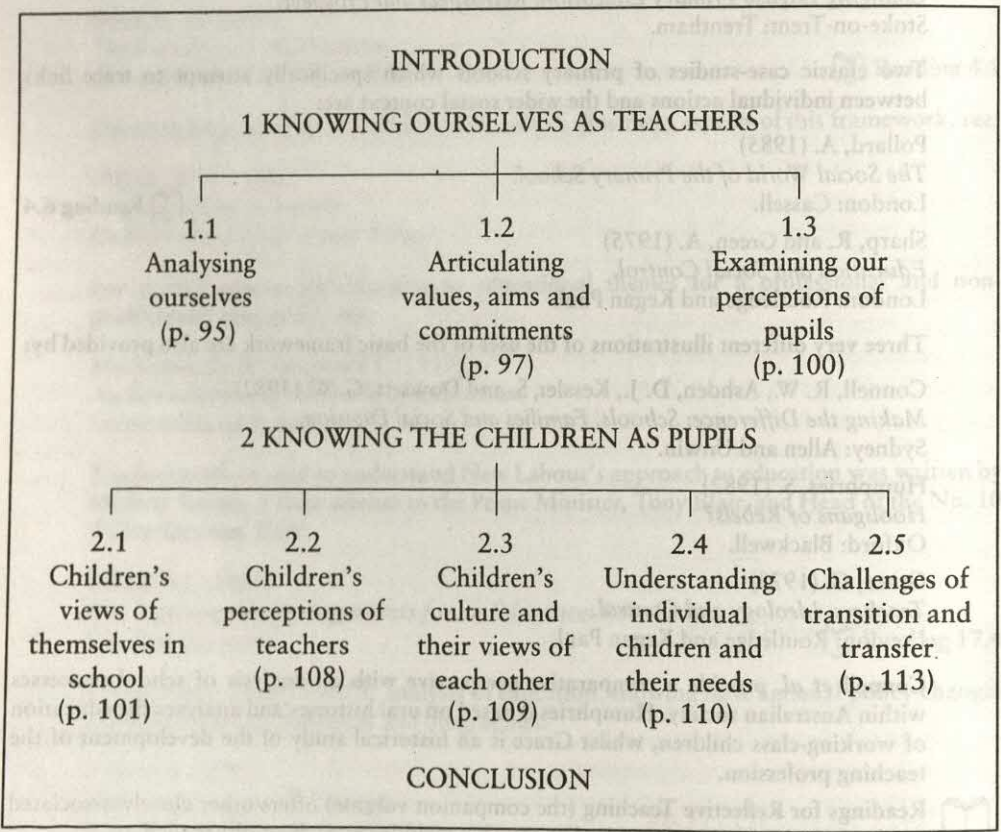 INTRODUCTION
1 KNOWING OURSELVES AS TEACHERS
1.1
Analysing
ourselves
(p. 95)
1.2
Articulating
values, aims and
commitments
(p. 97)
1.3
Examining our
perceptions of
pupils
(p. 100)
2 KNOWING THE CHILDREN AS PUPILS
2.1
Children's
views of
themselves in
school
(p. 101)
2.2
Children's
perceptions of
teachers
(p. 108)
2.3
Children's
culture and
their views of
each other
(p. 109)
2.4
Understanding
individual
children and
their needs
(p. 110)
2.5
Challenges of
transition and
transfer
(p. 113)
CONCLUSION